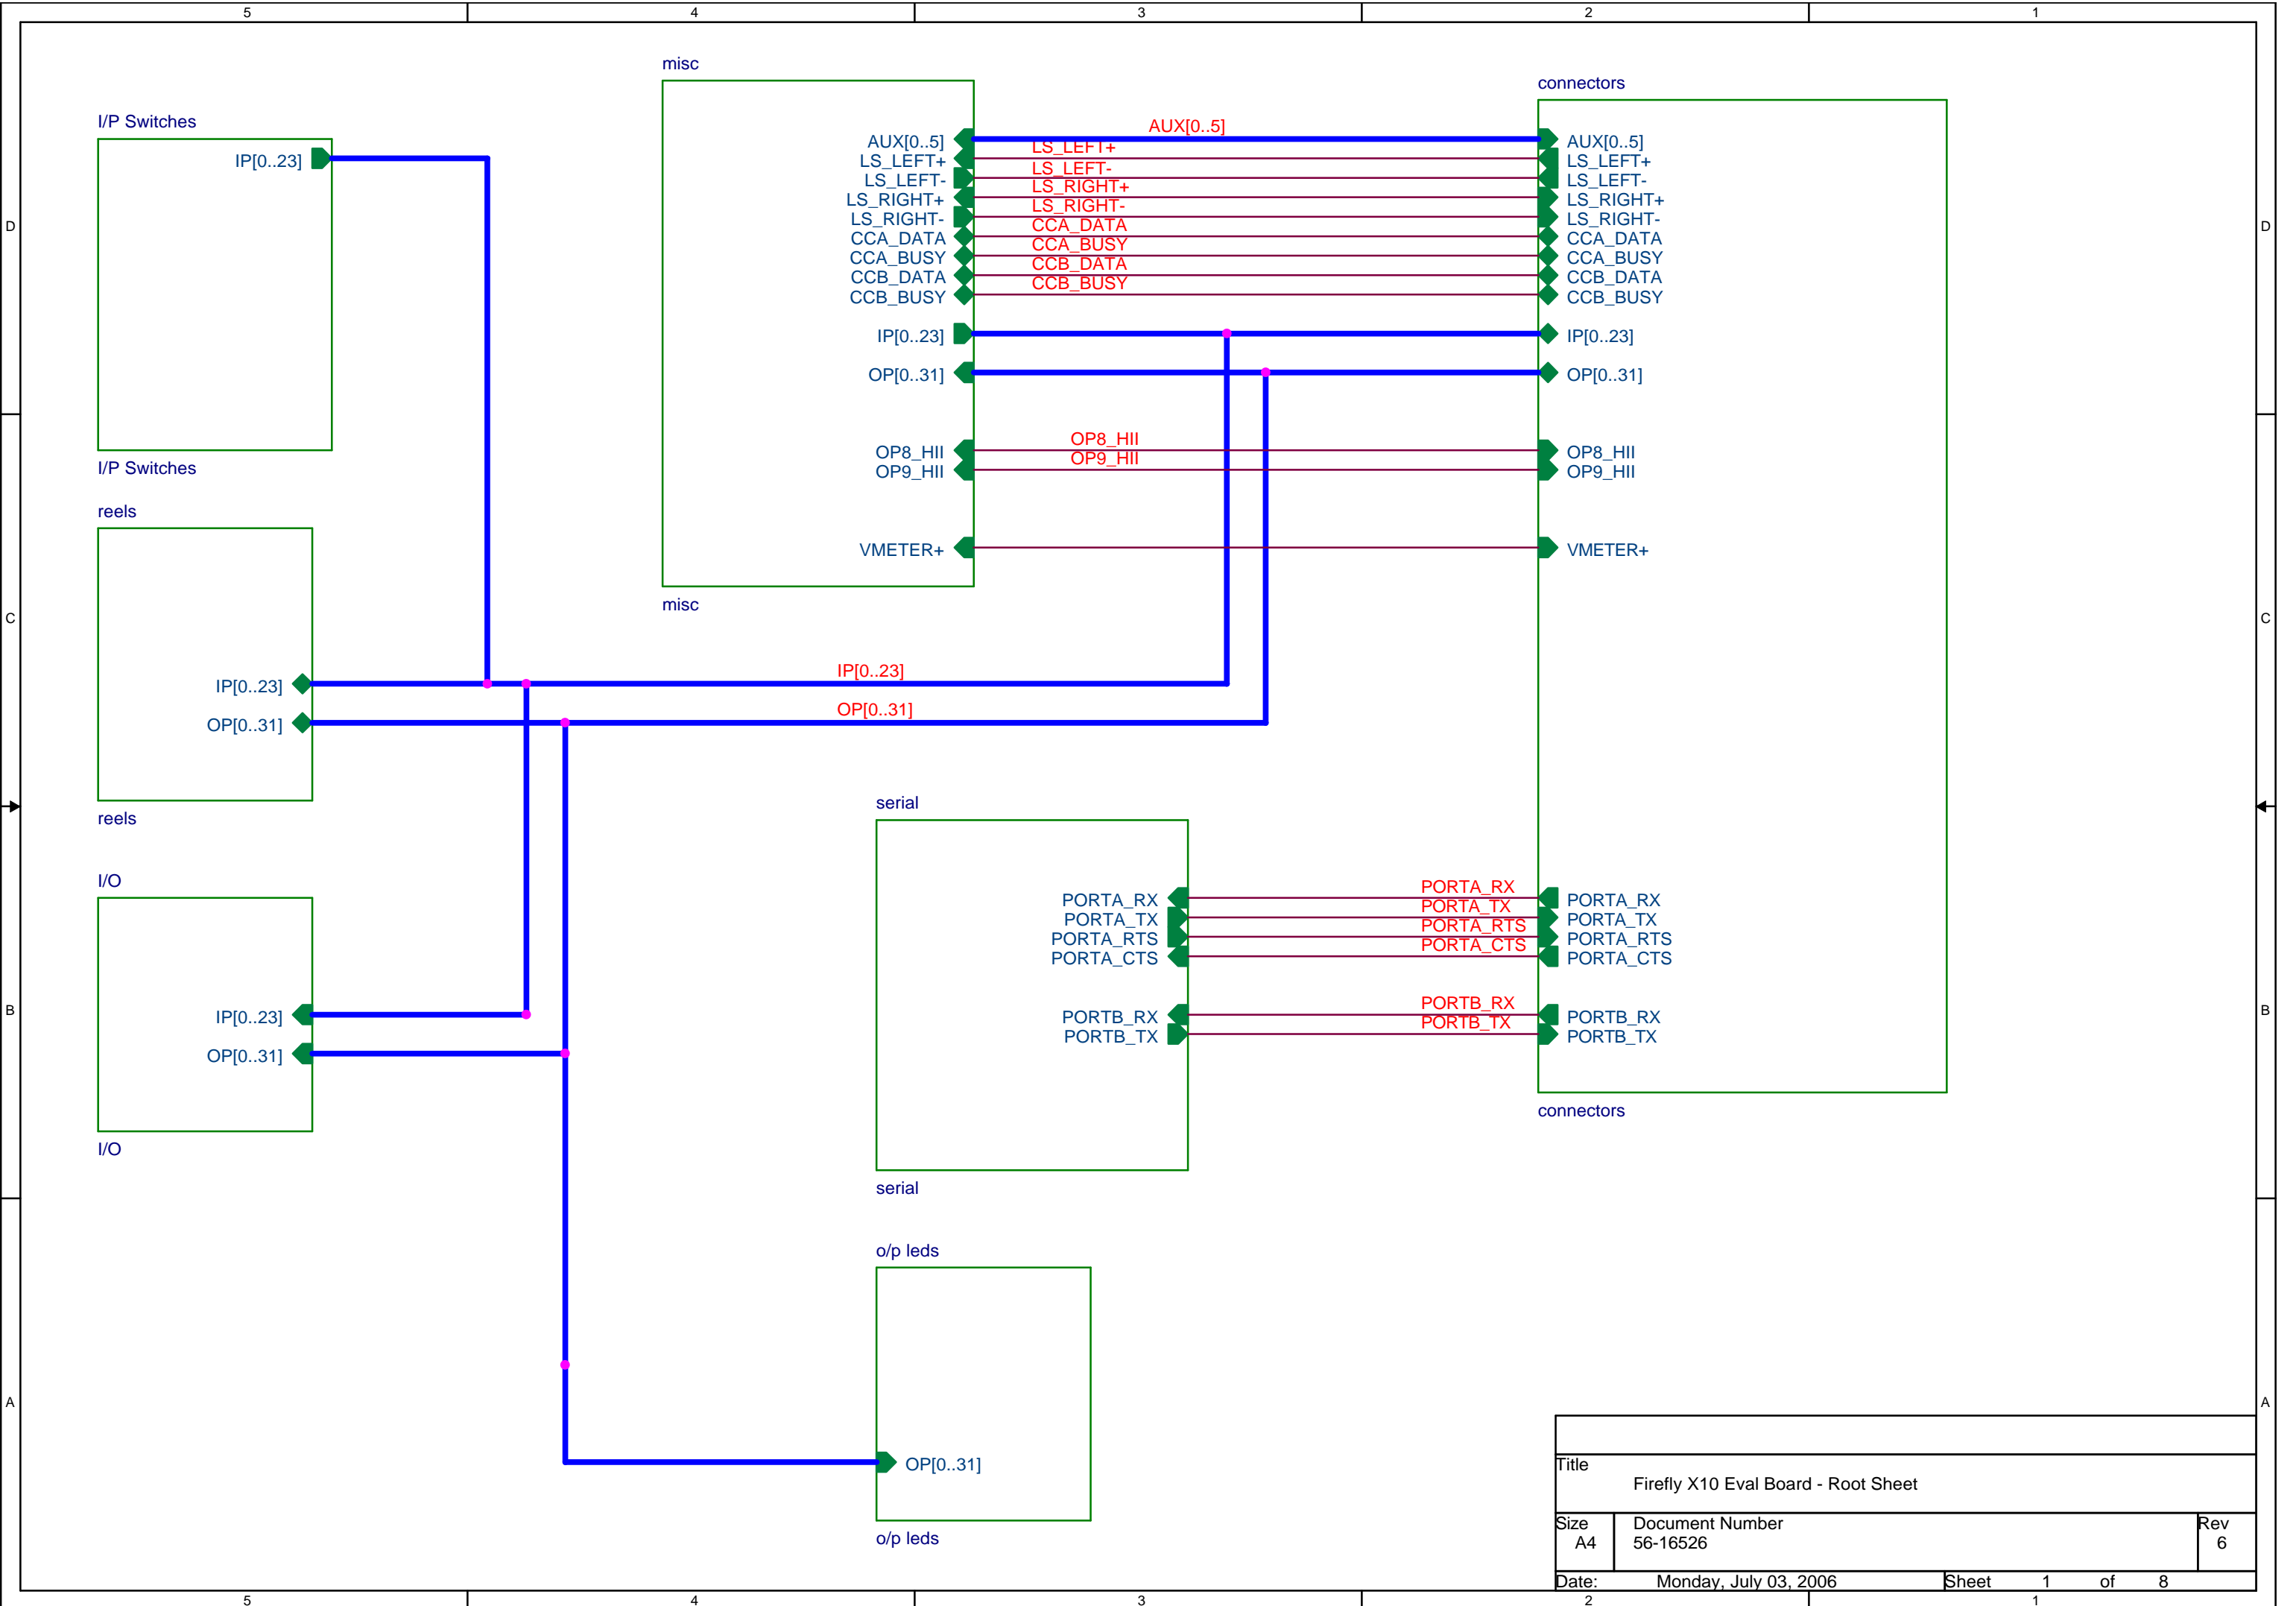 5 4 3 2 1
D
D
C
C
B
B
A
A
I/P Switches
IP[0..23]
I/P Switches
reels
IP[0..23]
OP[0..31]
reels
I/O
IP[0..23]
OP[0..31]
I/O
misc
AUX[0..5]
LS_LEFT+
LS_LEFT-
LS_RIGHT+
LS_RIGHT-
CCA_DATA
CCA_BUSY
CCB_DATA
CCB_BUSY
IP[0..23]
OP[0..31]
OP8_HII
OP9_HII
VMETER+
misc
AUX[0..5]
LS_LEFT+
LS_LEFT-
LS_RIGHT+
LS_RIGHT-
CCA_DATA
CCA_BUSY
CCB_DATA
CCB_BUSY
OP8_HII
OP9_HII
IP[0..23]
OP[0..31]
connectors
AUX[0..5]
LS_LEFT+
LS_LEFT-
LS_RIGHT+
LS_RIGHT-
CCA_DATA
CCA_BUSY
CCB_DATA
CCB_BUSY
IP[0..23]
OP[0..31]
OP8_HII
OP9_HII
VMETER+
serial
PORTA_RX
PORTA_TX
PORTA_RTS
PORTA_CTS
PORTB_RX
PORTB_TX
serial
PORTA_RX
PORTA_TX
PORTA_RTS
PORTA_CTS
PORTB_RX
PORTB_TX
PORTA_RX
PORTA_TX
PORTA_RTS
PORTA_CTS
PORTB_RX
PORTB_TX
connectors
o/p leds
OP[0..31]
o/p leds
Title
Firefly X10 Eval Board - Root Sheet
Size Document Number Rev
A4 56-16526 6
Date: Monday, July 03, 2006 Sheet 1 of 8
5 4 3 2 1